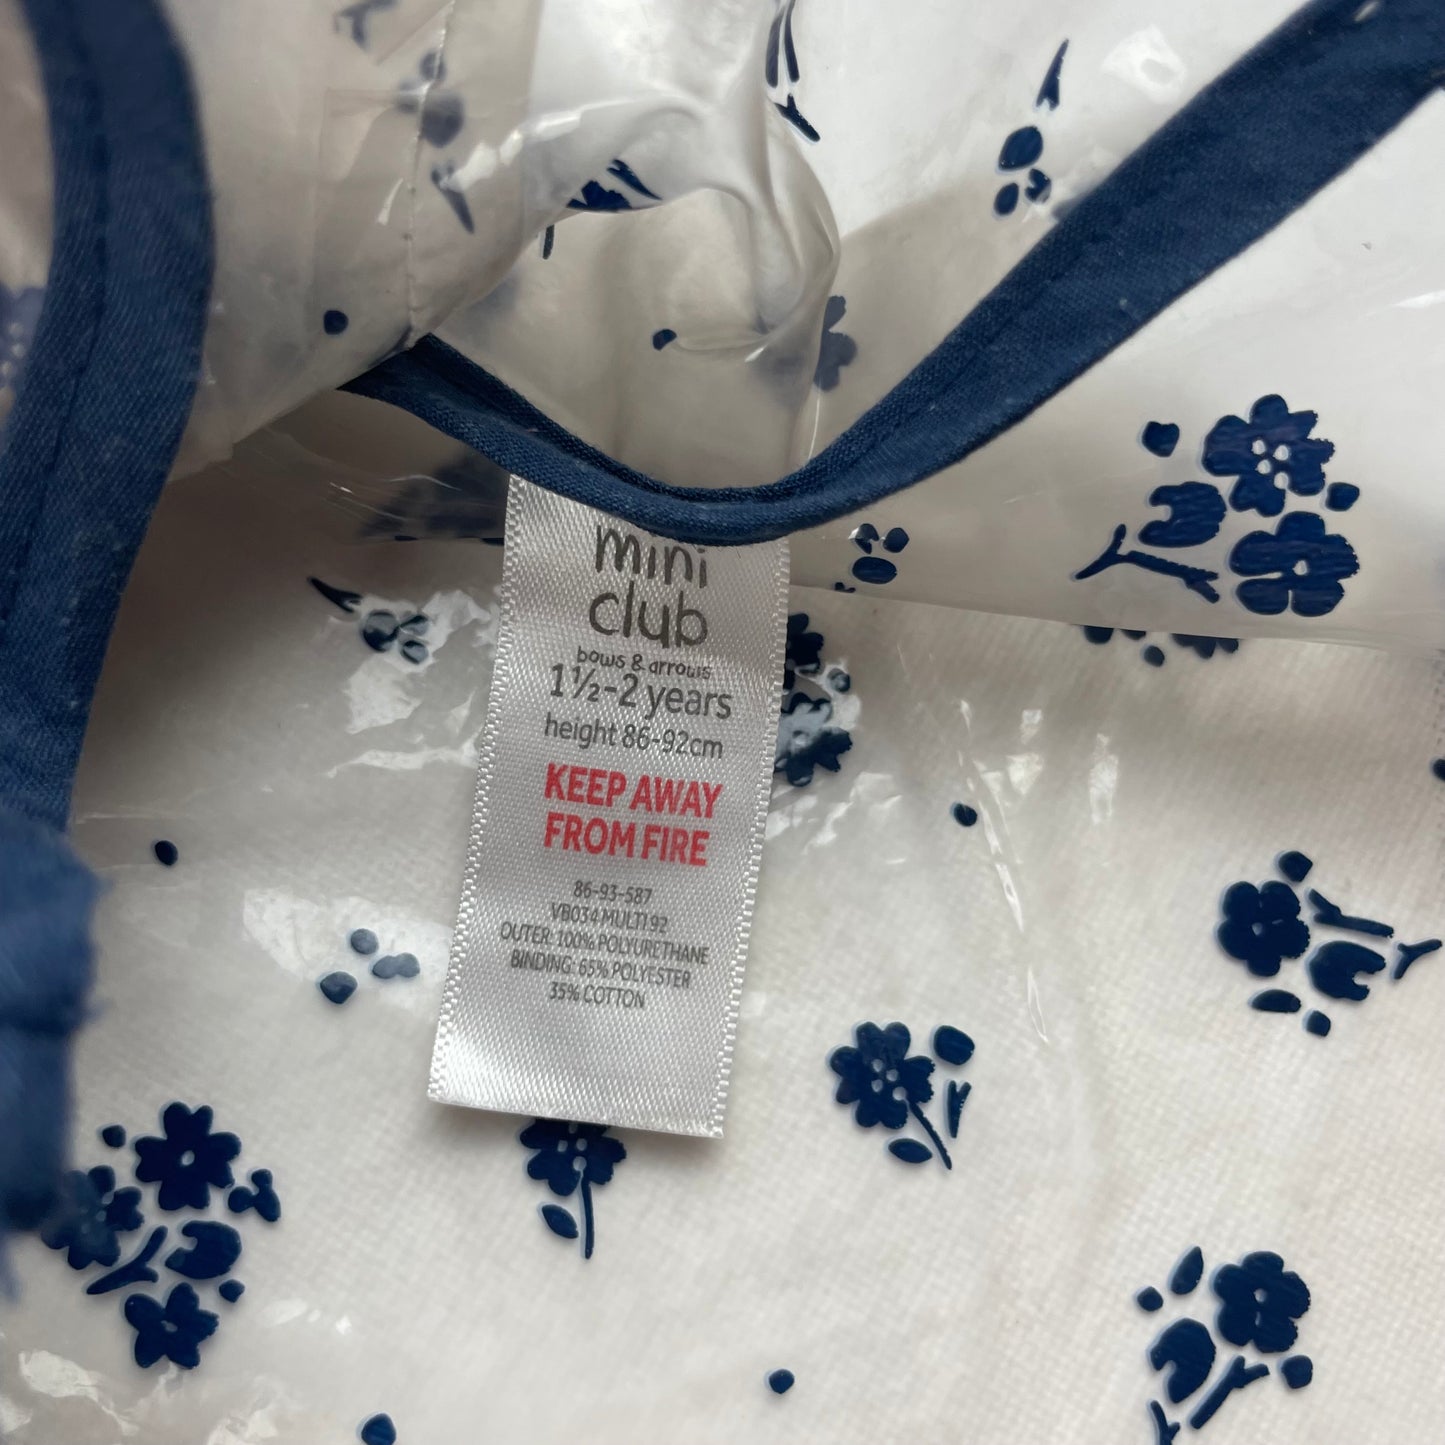 mini
club
bows & arrows
1½-2 years
height 86-92cm
KEEP AWAY
FROM FIRE
86-93-587
VB034 MULTI 92
OUTER: 100% POLYURETHANE
BINDING: 65% POLYESTER
35% COTTON